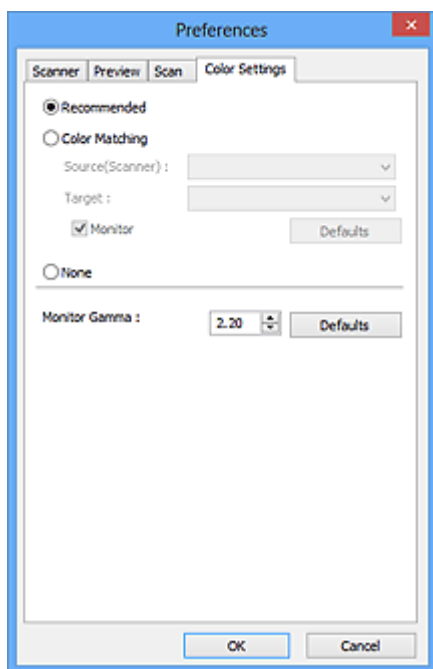 Preferences
Scanner Preview Scan Color Settings
Recommended
Color Matching
Source(Scanner) :
Target :
Monitor Defaults
None
Monitor Gamma : 2.20 Defaults
OK Cancel